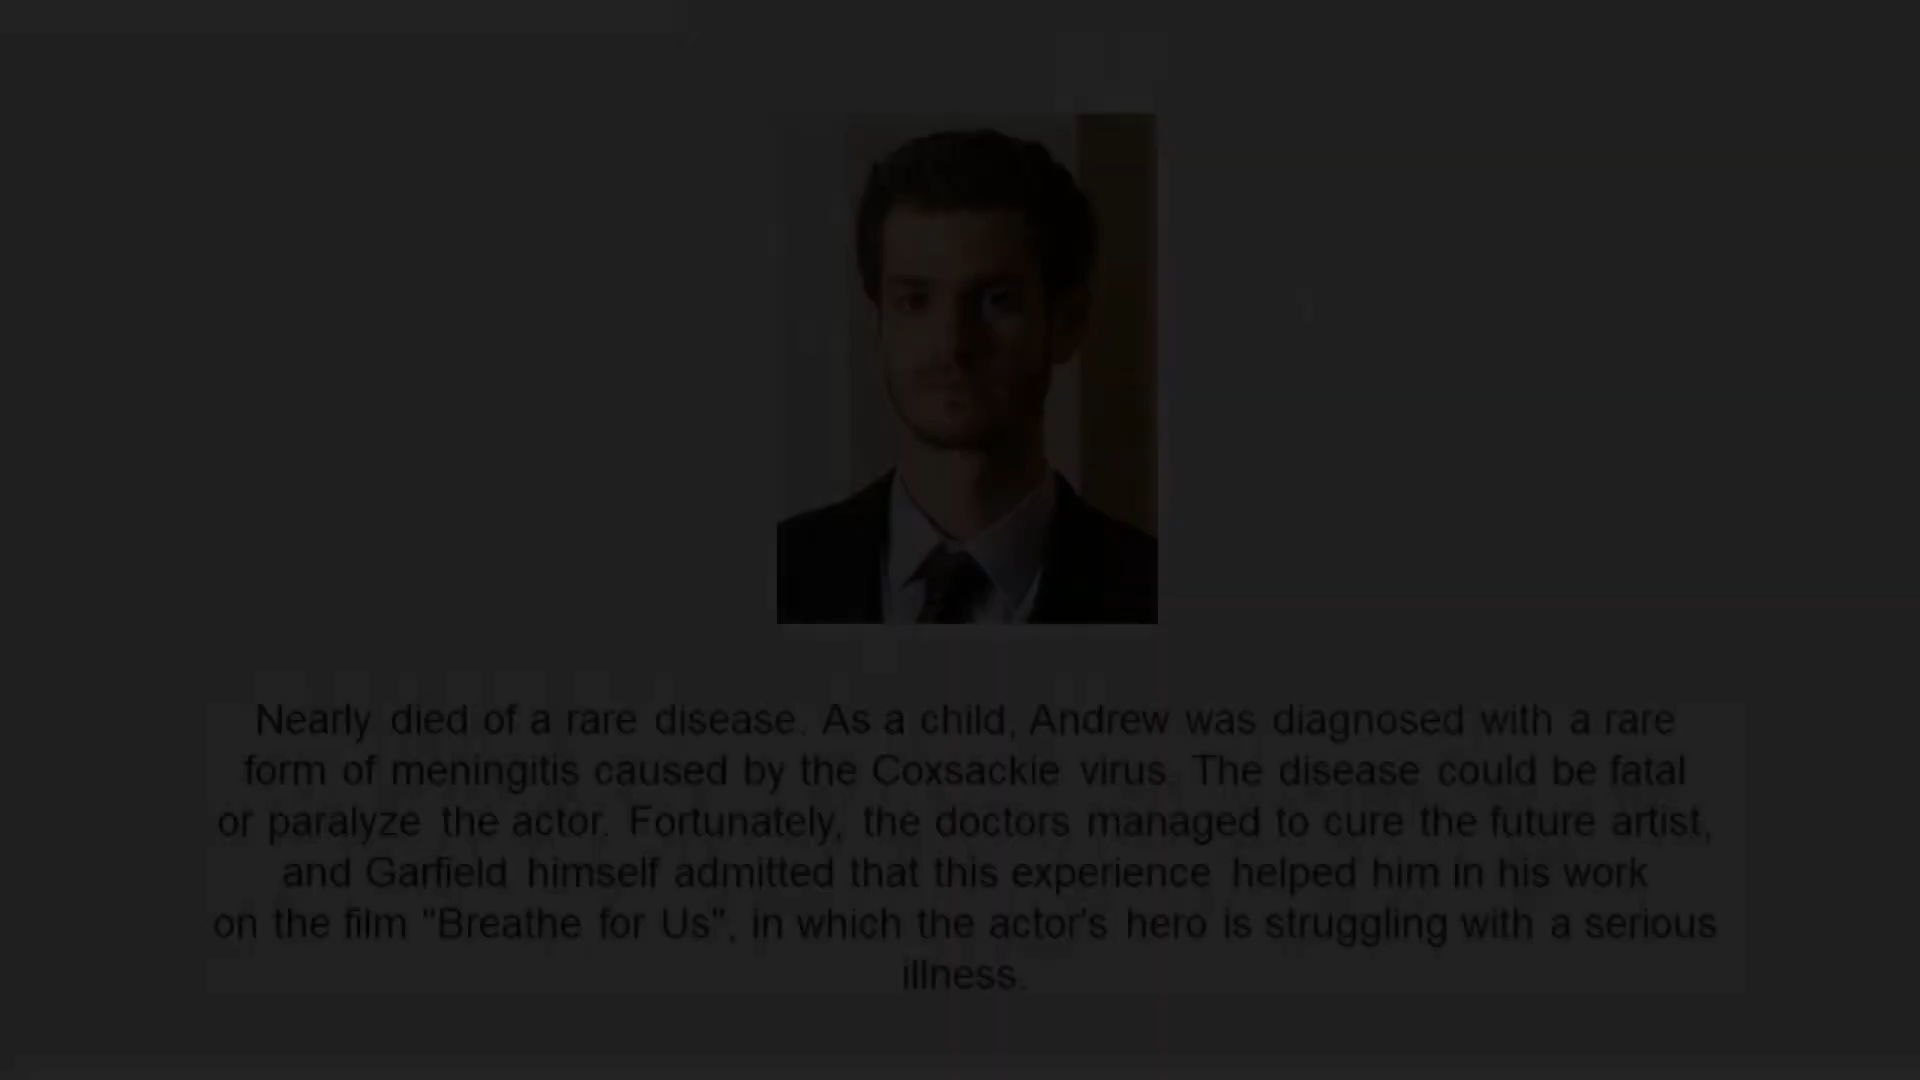 Nearly died of a rare disease. As a child, Andrew was diagnosed with a rare
form of meningitis caused by the Coxsackie virus. The disease could be fatal
or paralyze the actor. Fortunately, the doctors managed to cure the future artist,
and Garfield himself admitted that this experience helped him in his work
on the film "Breathe for Us", in which the actor's hero is struggling with a serious
illness.